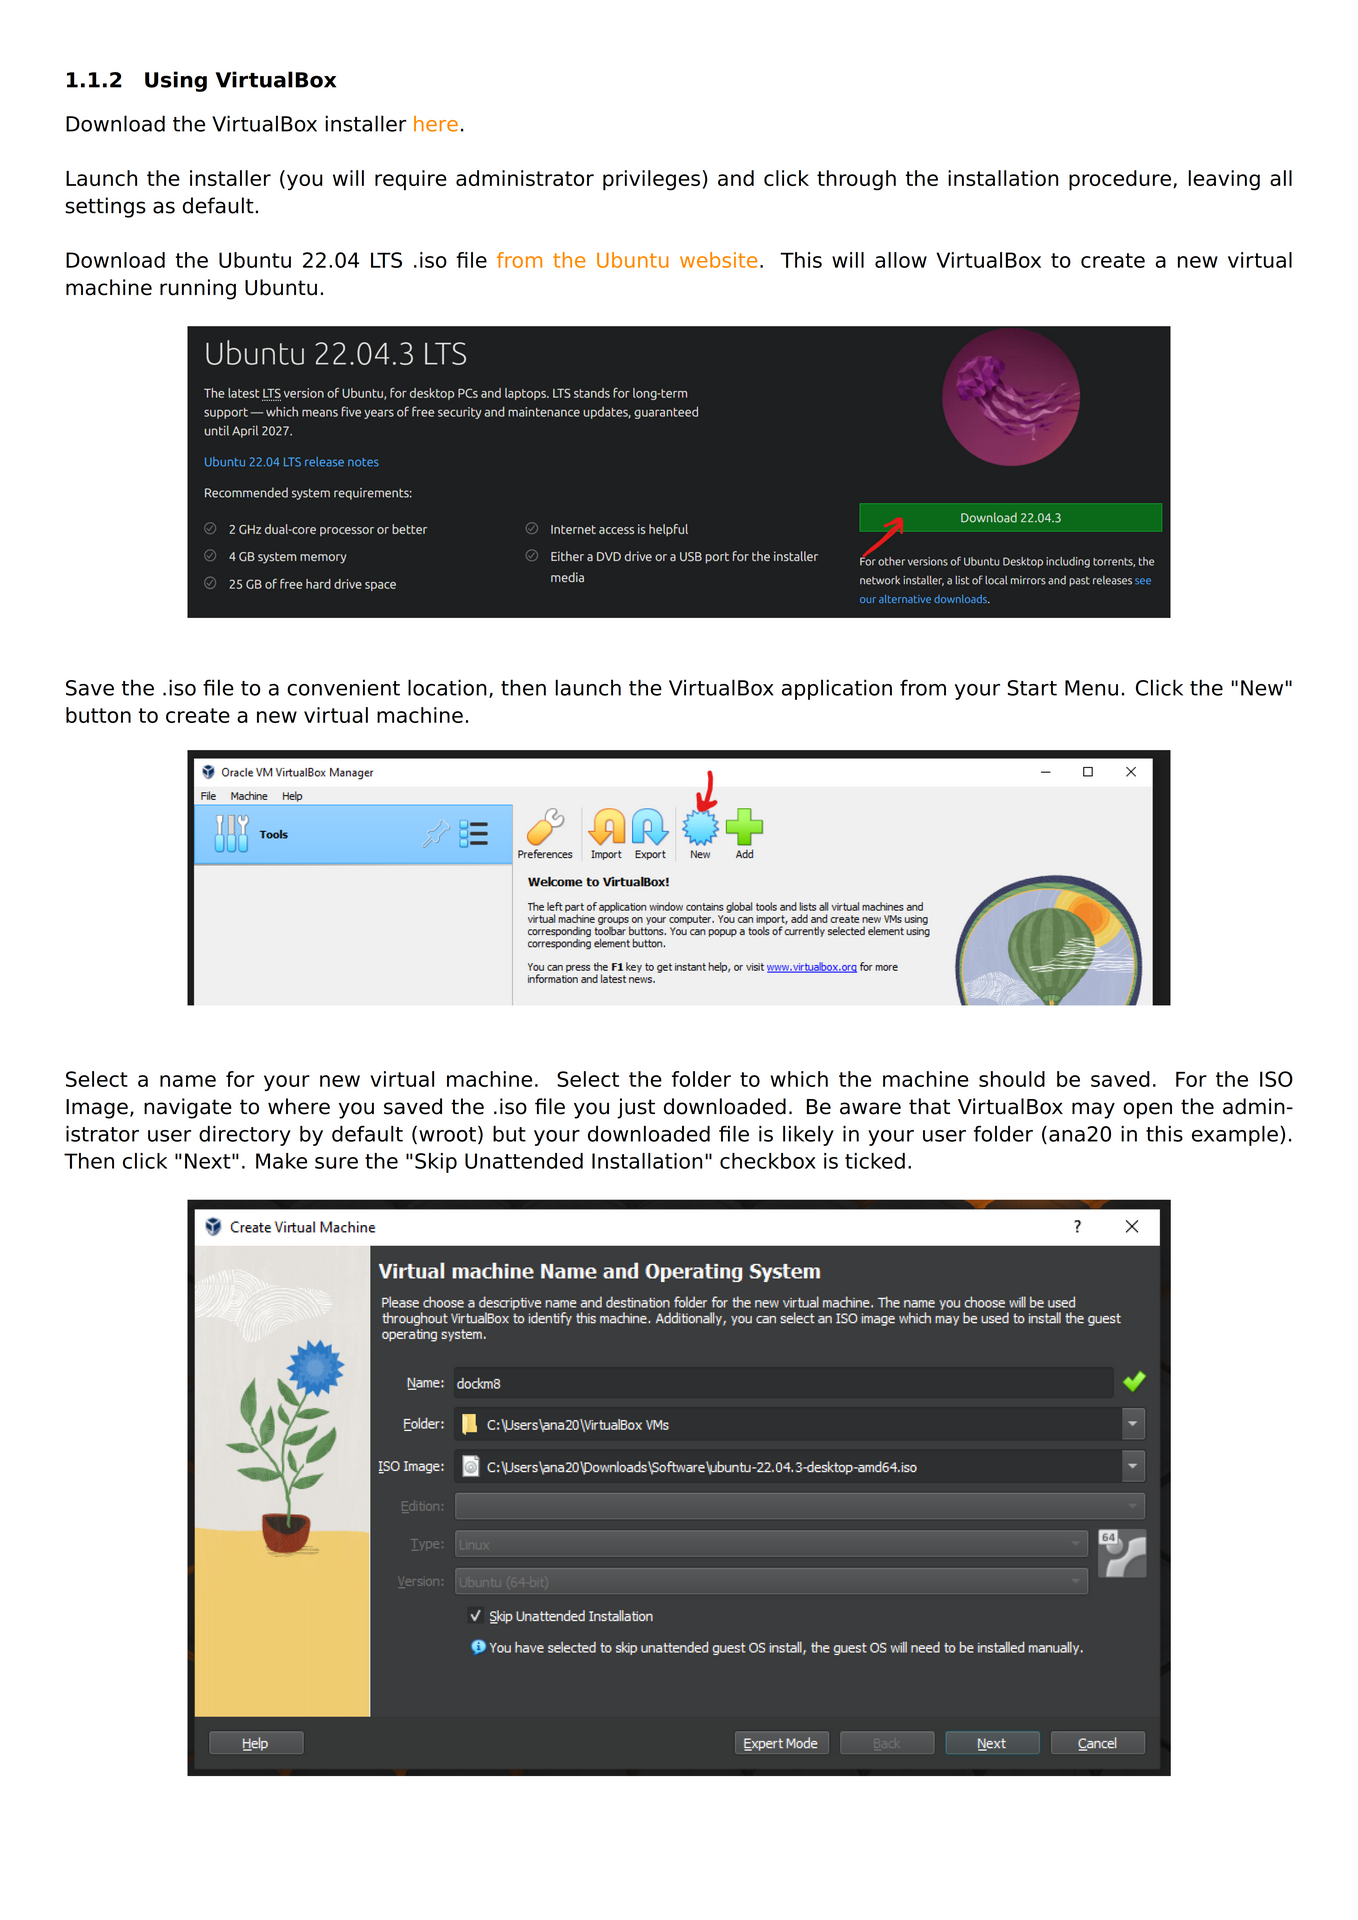 1.1.2 Using VirtualBox
Download the VirtualBox installer here.
Launch the installer (you will require administrator privileges) and click through the installation procedure, leaving all
settings as default.
Download the Ubuntu 22.04 LTS .iso file from the Ubuntu website. This will allow VirtualBox to create a new virtual
machine running Ubuntu.
Ubuntu 22.04.3 LTS
The latest LTS version of Ubuntu, for desktop PCs and laptops. LTS stands for long-term
support — which means five years of free security and maintenance updates, guaranteed
until April 2027.
Ubuntu 22.04 LTS release notes
Recommended system requirements:
2 GHz dual-core processor or better
4 GB system memory
25 GB of free hard drive space
Internet access is helpful
Either a DVD drive or a USB port for the installer
media
Download 22.04.3
For other versions of Ubuntu Desktop including torrents, the
network installer, a list of local mirrors and past releases see
our alternative downloads.
Save the .iso file to a convenient location, then launch the VirtualBox application from your Start Menu. Click the "New"
button to create a new virtual machine.
Oracle VM VirtualBox Manager
File Machine Help
Tools
Preferences Import Export New Add
Welcome to VirtualBox!
The left part of application window contains global tools and lists all virtual machines and
virtual machine groups on your computer. You can import, add and create new VMs using
corresponding toolbar buttons. You can popup a tools of currently selected element using
corresponding element button.
You can press the F1 key to get instant help, or visit www.virtualbox.org for more
information and latest news.
Select a name for your new virtual machine. Select the folder to which the machine should be saved. For the ISO
Image, navigate to where you saved the .iso file you just downloaded. Be aware that VirtualBox may open the admin-
istrator user directory by default (wroot) but your downloaded file is likely in your user folder (ana20 in this example).
Then click "Next". Make sure the "Skip Unattended Installation" checkbox is ticked.
Create Virtual Machine ?
Virtual machine Name and Operating System
Please choose a descriptive name and destination folder for the new virtual machine. The name you choose will be used
throughout VirtualBox to identify this machine. Additionally, you can select an ISO image which may be used to install the guest
operating system.
Name: dockm8
Folder: C:\Users\ana20\VirtualBox VMs
ISO Image: C:\Users\ana20\Downloads\Software\ubuntu-22.04.3-desktop-amd64.iso
Edition:
Type: Linux
64
Version: Ubuntu (64-bit)
Skip Unattended Installation
You have selected to skip unattended guest OS install, the guest OS will need to be installed manually.
Help Expert Mode Back Next Cancel